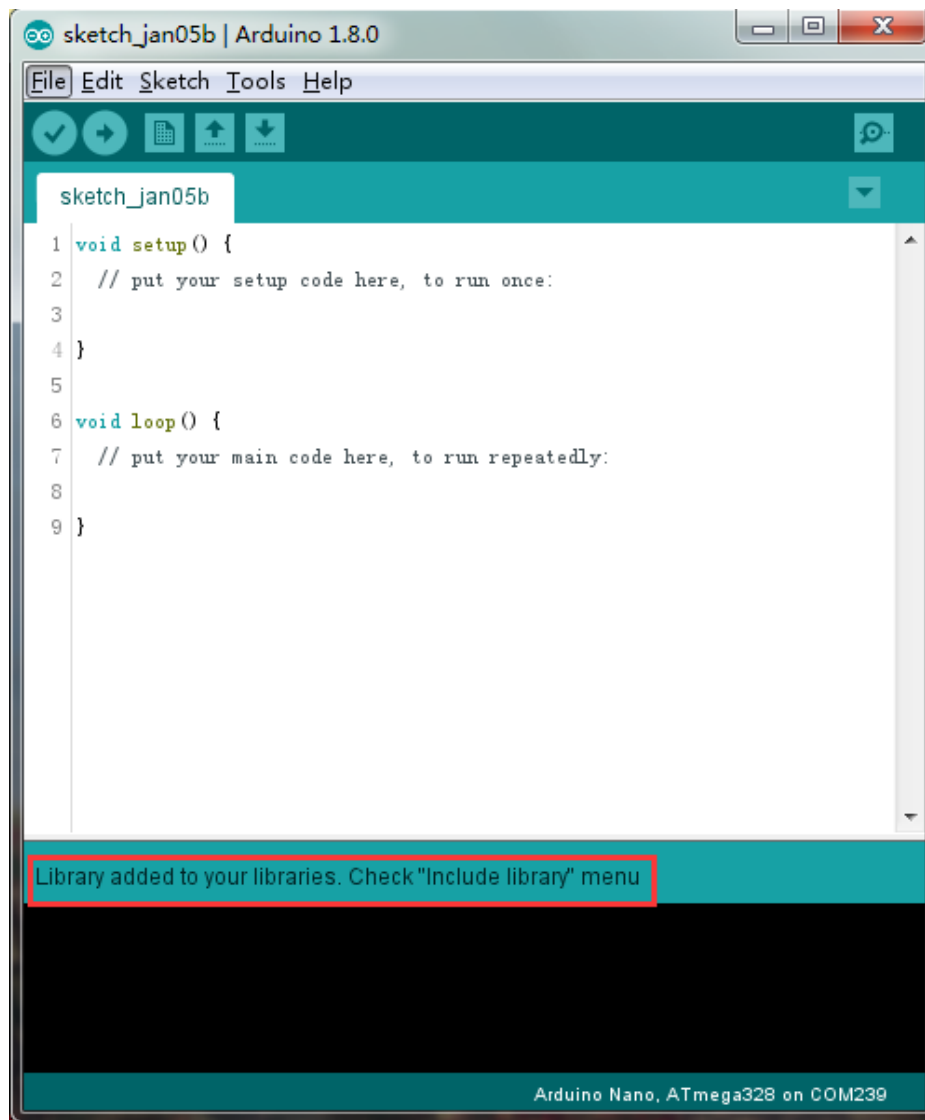 sketch_jan05b | Arduino 1.8.0
File Edit Sketch Tools Help
sketch_jan05b
1 void setup() {
2 // put your setup code here, to run once:
3
4 }
5
6 void loop() {
7 // put your main code here, to run repeatedly:
8
9 }
Library added to your libraries. Check "Include library" menu
Arduino Nano, ATmega328 on COM239